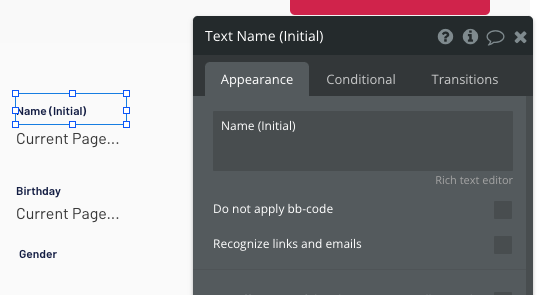 Text Name (Initial)
Appearance
Conditional
Transitions
Name (Initial)
Rich text editor
Do not apply bb-code
Recognize links and emails
Name (Initial)
Current Page...
Birthday
Current Page...
Gender